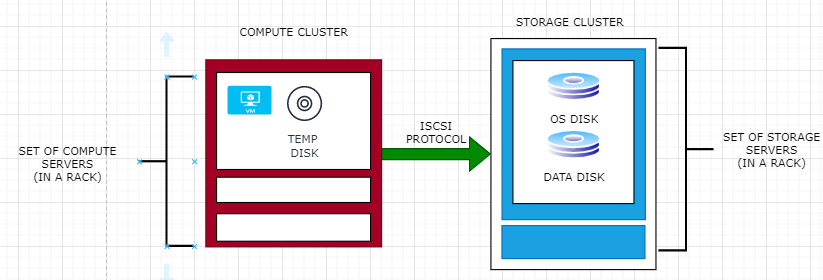 COMPUTE CLUSTER
STORAGE CLUSTER
SET OF COMPUTE
SERVERS
(IN A RACK)
VM
TEMP
DISK
ISCSI
PROTOCOL
OS DISK
DATA DISK
SET OF STORAGE
SERVERS
(IN A RACK)